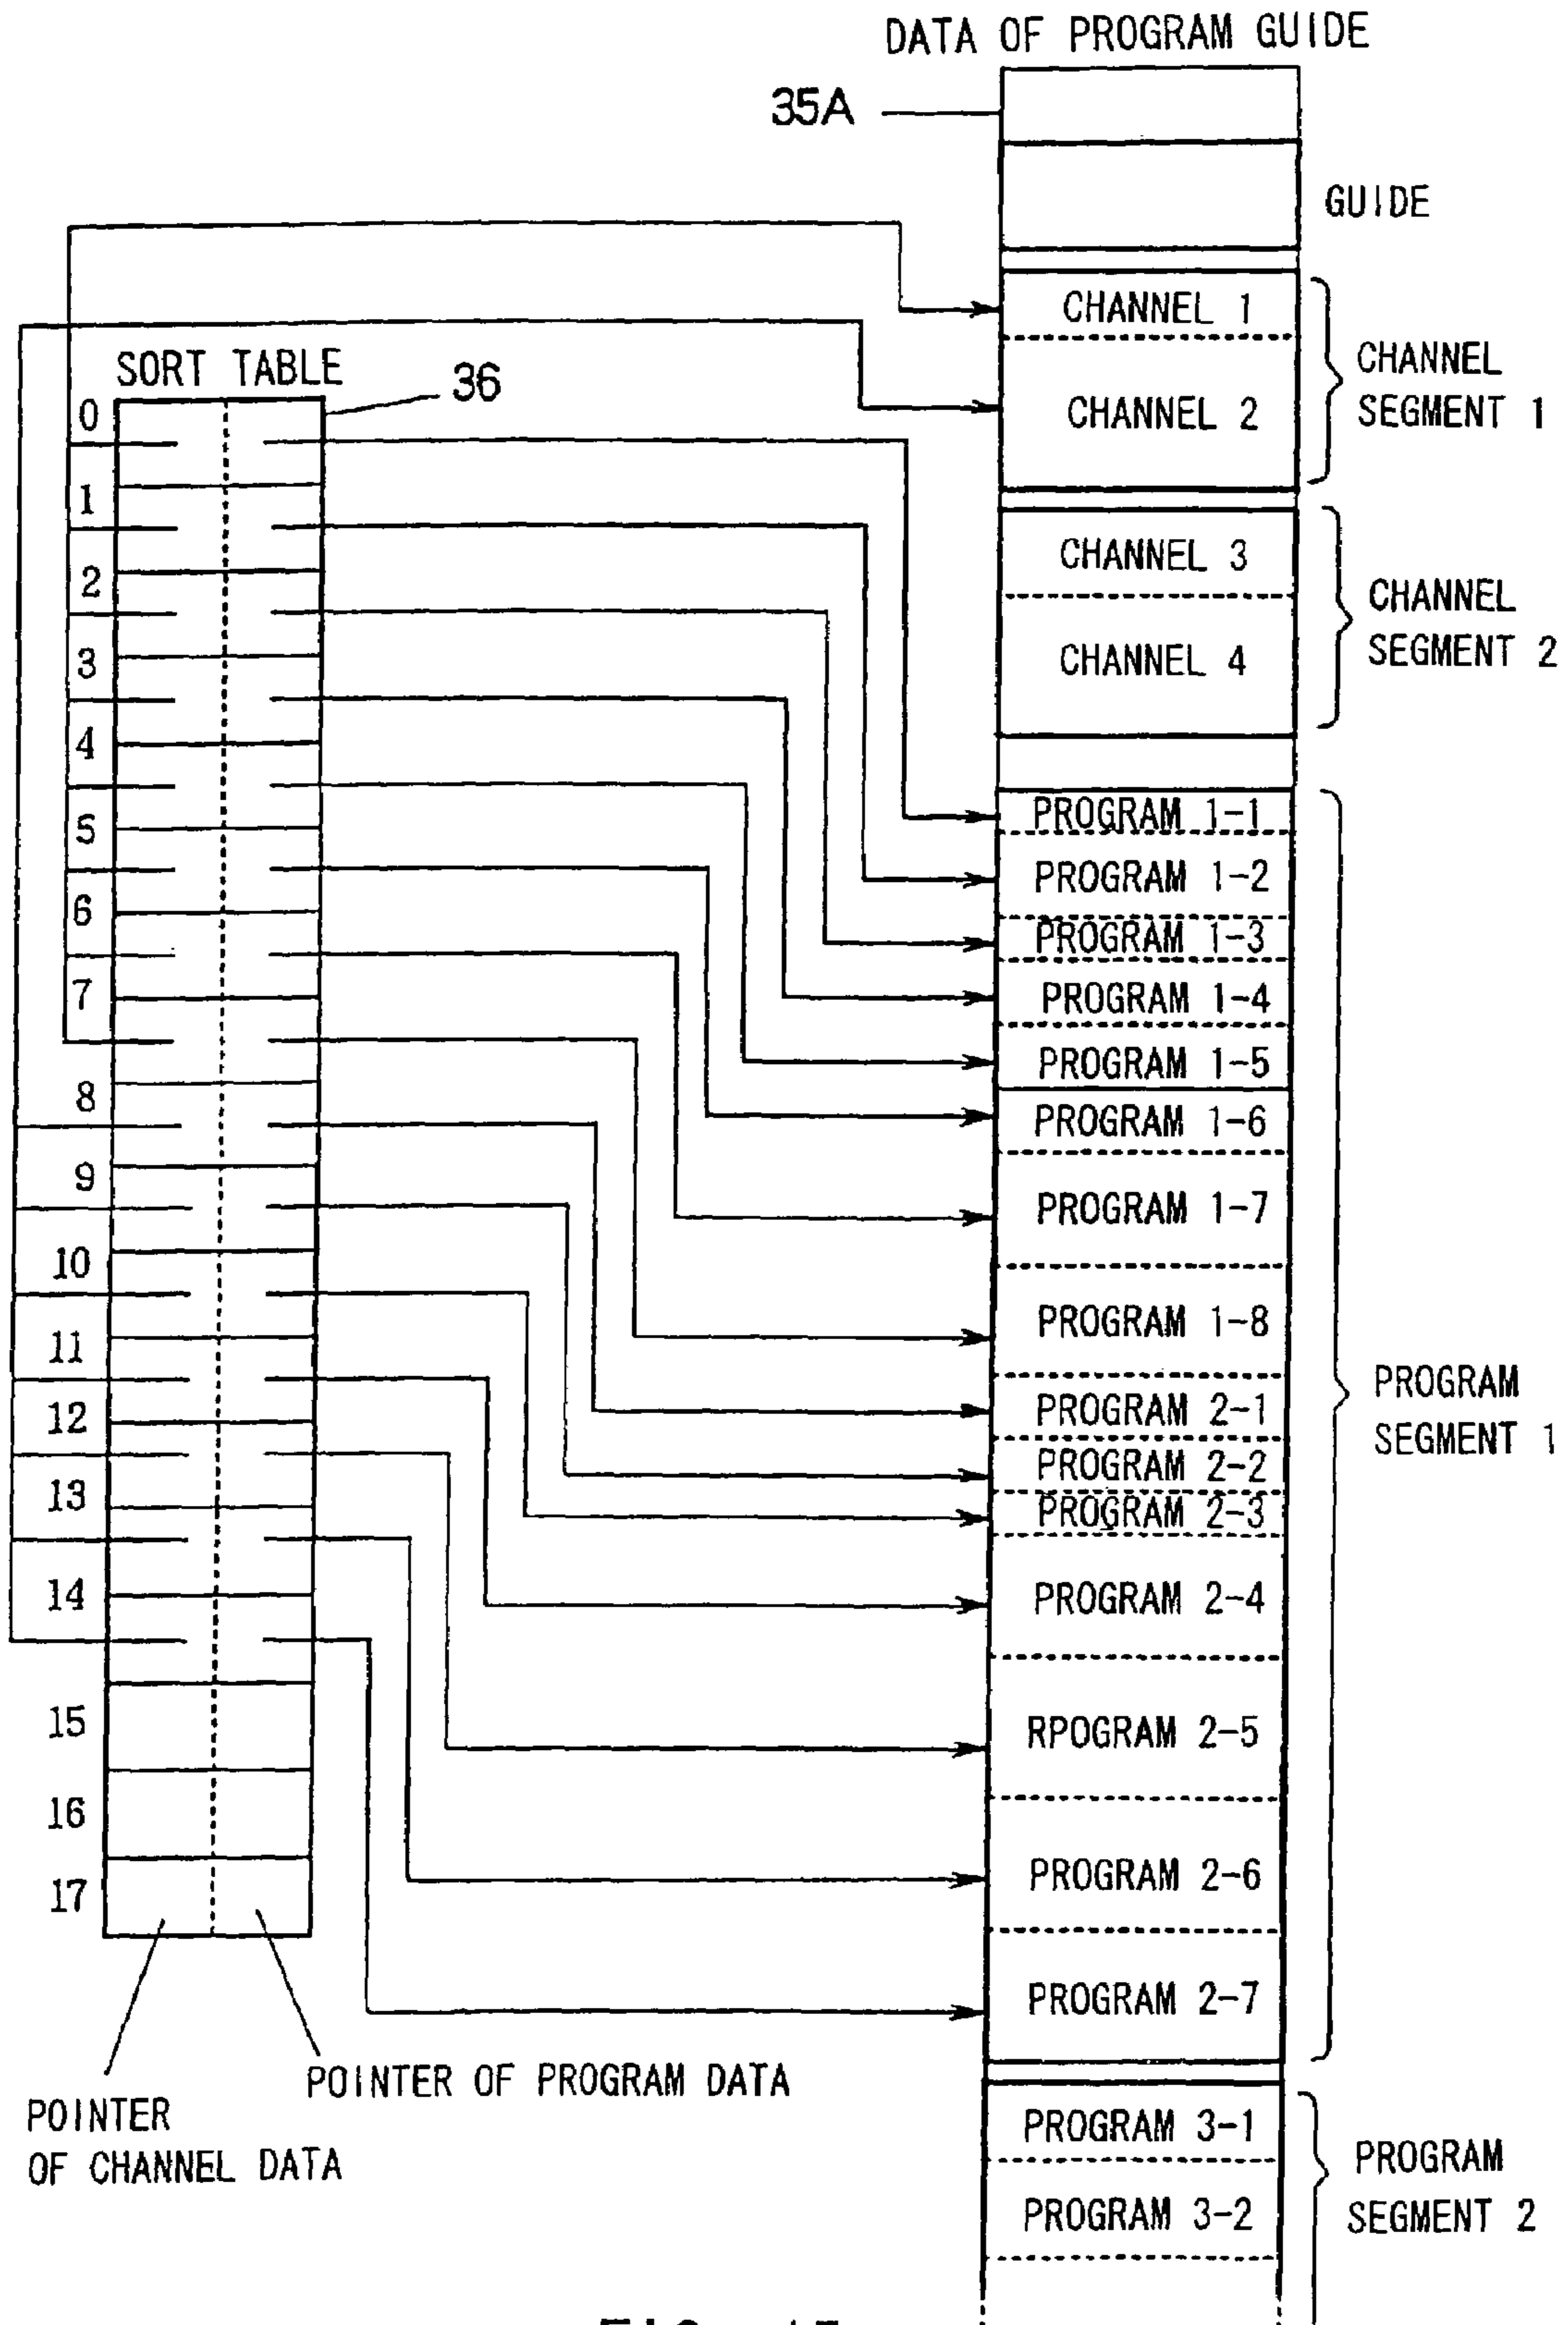 DATA OF PROGRAM GUIDE
35A
GUIDE
CHANNEL 1
CHANNEL 2
CHANNEL
SEGMENT 1
CHANNEL 3
CHANNEL 4
CHANNEL
SEGMENT 2
SORT TABLE
36
0
1
2
3
4
5
6
7
8
9
10
11
12
13
14
15
16
17
PROGRAM 1-1
PROGRAM 1-2
PROGRAM 1-3
PROGRAM 1-4
PROGRAM 1-5
PROGRAM 1-6
PROGRAM 1-7
PROGRAM 1-8
PROGRAM 2-1
PROGRAM 2-2
PROGRAM 2-3
PROGRAM 2-4
RPOGRAM 2-5
PROGRAM 2-6
PROGRAM 2-7
PROGRAM
SEGMENT 1
POINTER OF PROGRAM DATA
POINTER
OF CHANNEL DATA
PROGRAM 3-1
PROGRAM 3-2
PROGRAM
SEGMENT 2